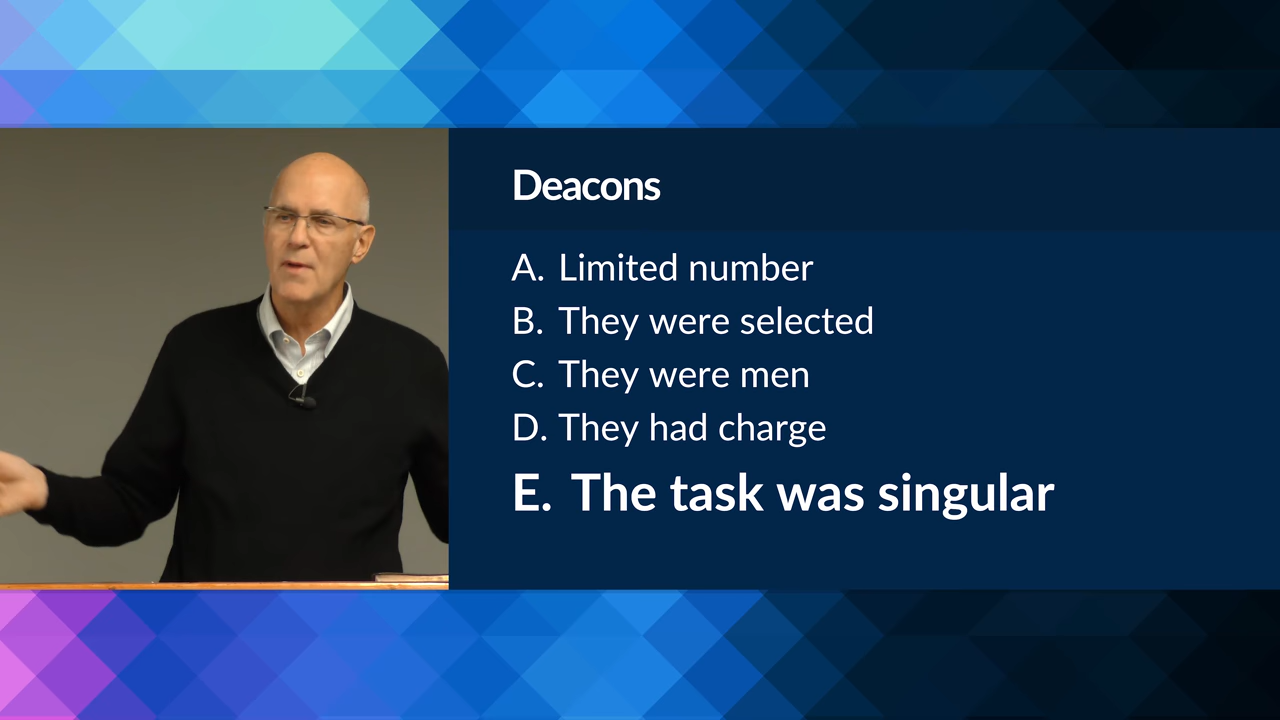 Deacons
A. Limited number
B. They were selected
C. They were men
D. They had charge
E. The task was singular